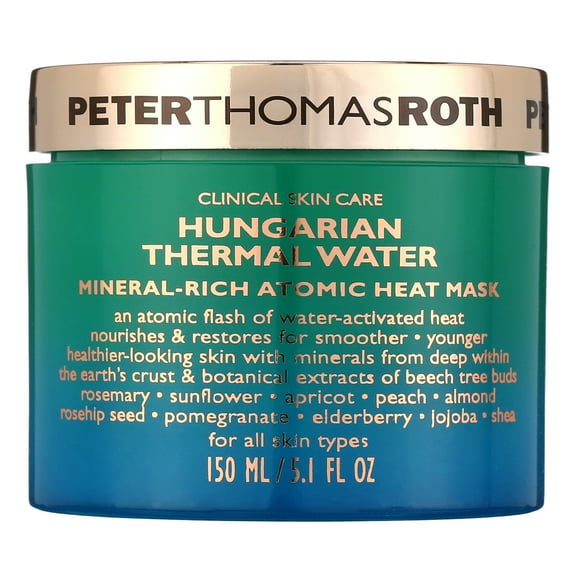 PETERTHOMASROTH
CLINICAL SKIN CARE
HUNGARIAN
THERMAL WATER
MINERAL-RICH ATOMIC HEAT MASK
an atomic flash of water-activated heat
nourishes & restores for smoother • younger
healthier-looking skin with minerals from deep within
the earth's crust & botanical extracts of beech tree buds
rosemary • sunflower • apricot • peach • almond
rosehip seed • pomegranate • elderberry • jojoba • shea
for all skin types
150 ML / 5.1 FL OZ